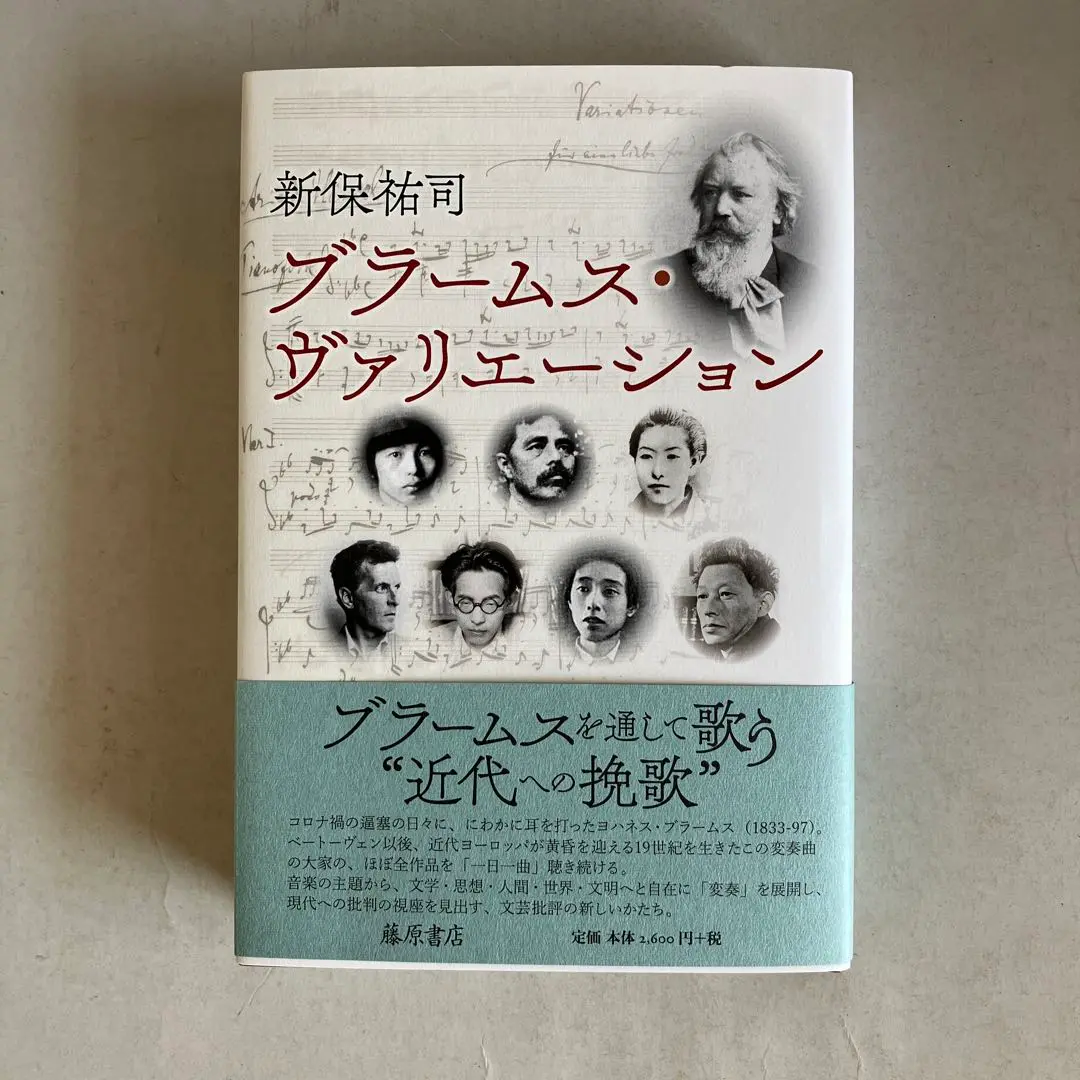 Variationen
für eine liebe
新保祐司
ブラームス・
ヴァリエーション
Var. I.
ブラームスを通して歌う
“近代への挽歌”
コロナ禍の逼塞の日々に、にわかに耳を打ったヨハネス・ブラームス（1833-97）。
ベートーヴェン以後、近代ヨーロッパが黄昏を迎える19世紀を生きたこの変奏曲
の大家の、ほぼ全作品を「一日一曲」聴き続ける。
音楽の主題から、文学・思想・人間・世界・文明へと自在に「変奏」を展開し、
現代への批判の視座を見出す、文芸批評の新しいかたち。
藤原書店 定価 本体 2,600 円+税